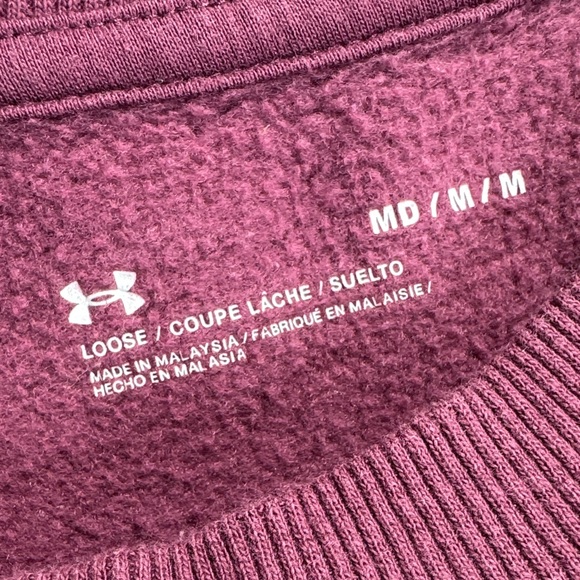 MD / M / M
LOOSE / COUPE LÂCHE / SUELTO
MADE IN MALAYSIA / FABRIQUÉ EN MALAISIE /
HECHO EN MALASIA